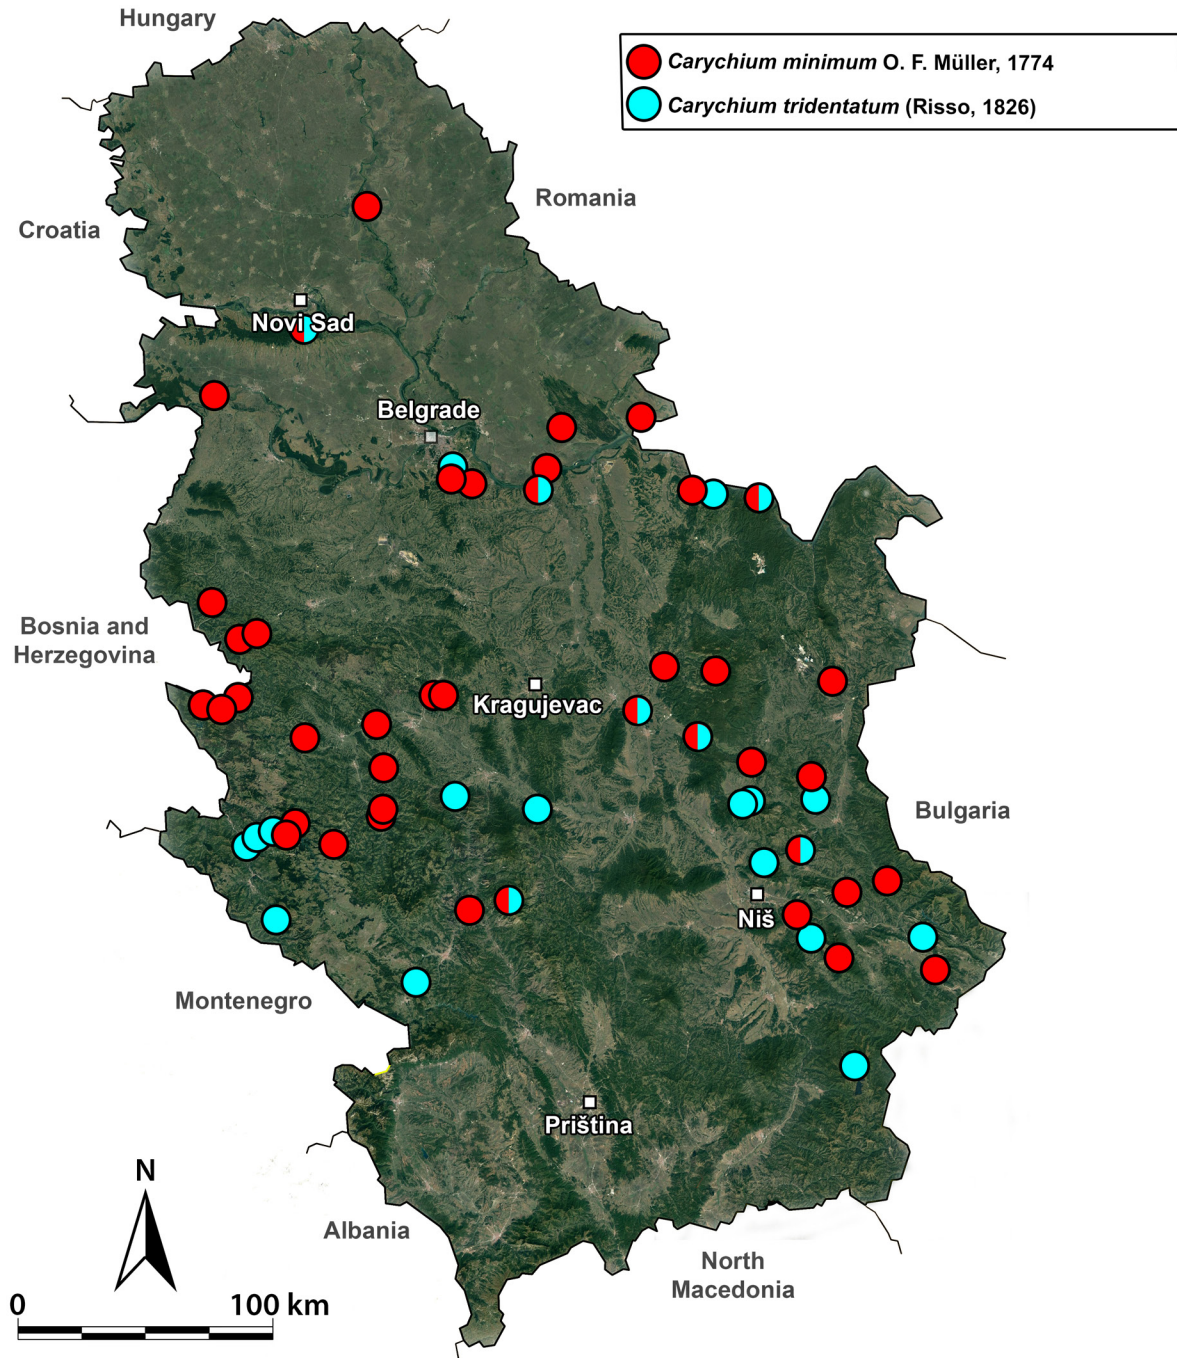 Hungary
Carychium minimum O. F. Müller, 1774
Carychium tridentatum (Risso, 1826)
Romania
Croatia
Novi Sad
Belgrade
Bosnia and
Herzegovina
Kragujevac
Bulgaria
Niš
Montenegro
Priština
N
Albania
North
Macedonia
0 100 km